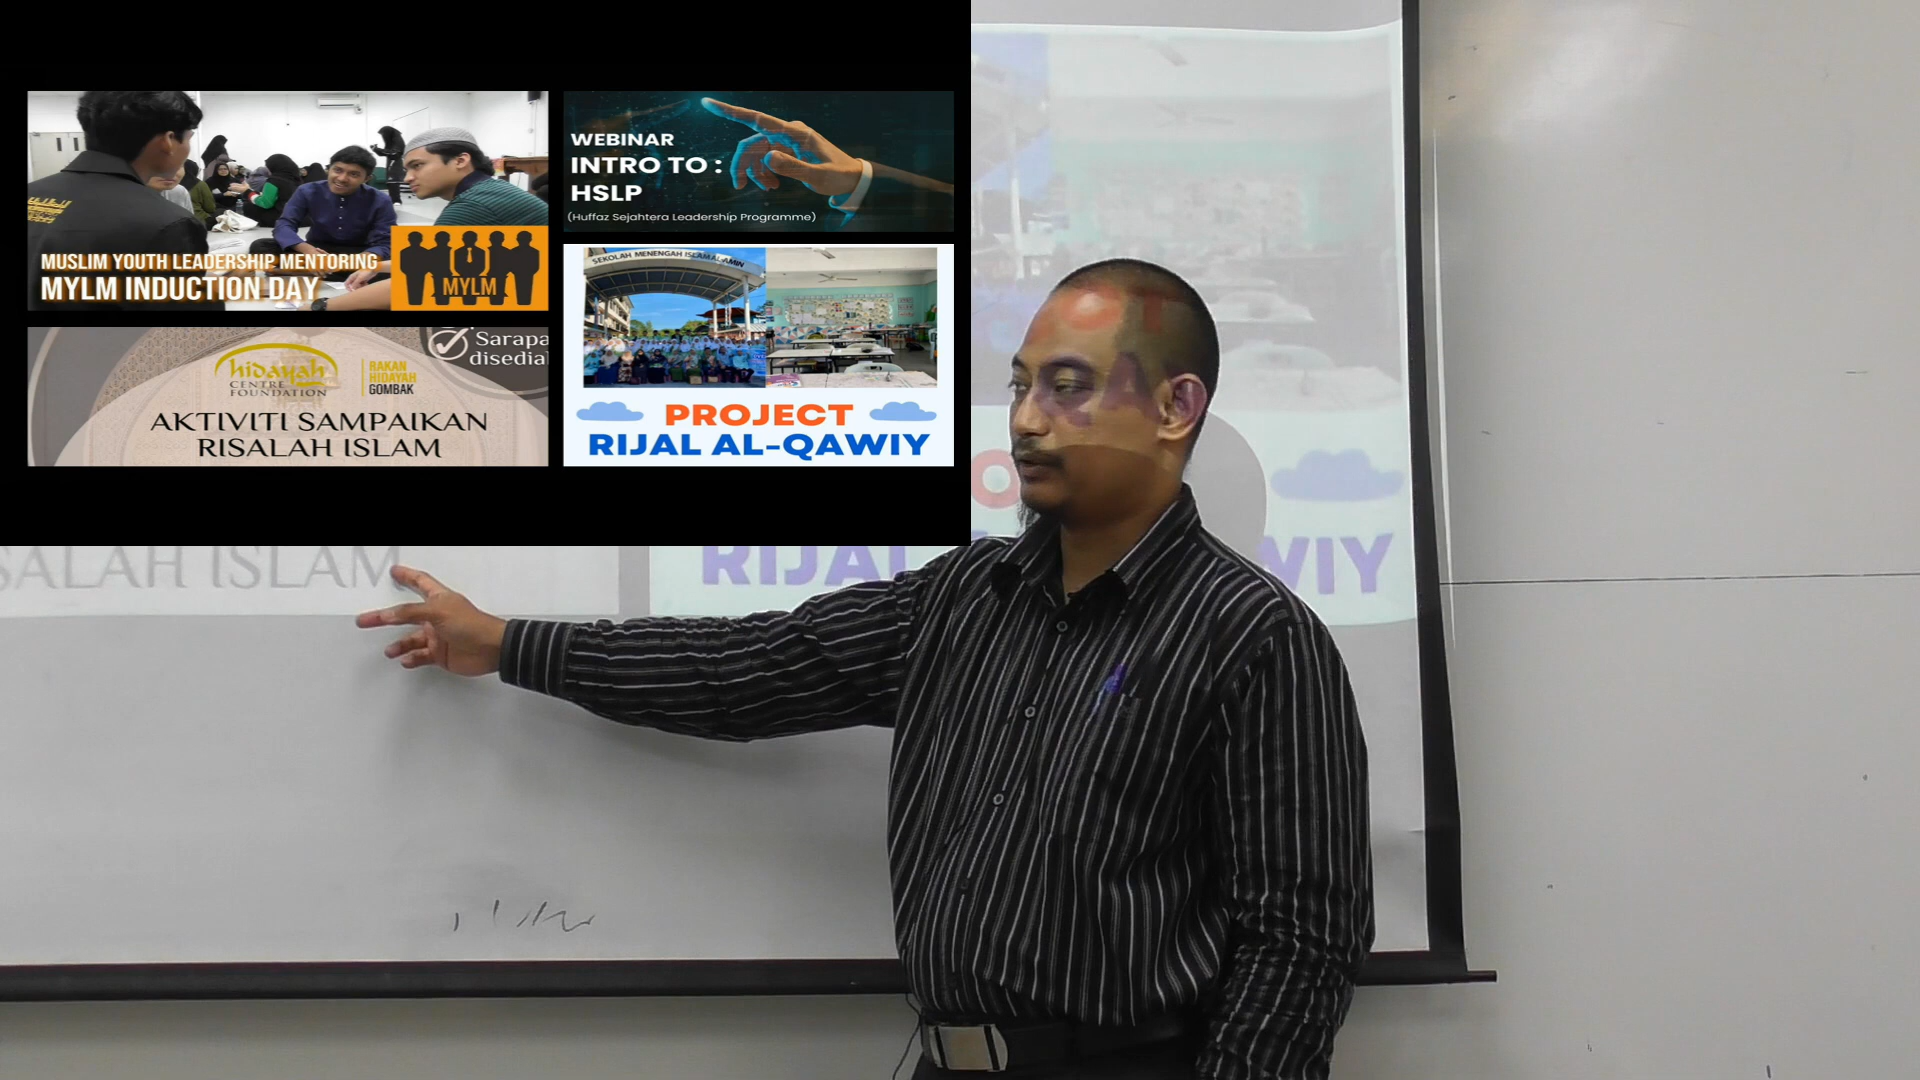 MUSLIM YOUTH LEADERSHIP MENTORING
MYLM INDUCTION DAY
MYLM
WEBINAR
INTRO TO :
HSLP
(Huffaz Sejahtera Leadership Programme)
Sarapa
disedia
hidayah
CENTRE
FOUNDATION
RAKAN
HIDAYAH
GOMBAK
AKTIVITI SAMPAIKAN
RISALAH ISLAM
SEKOLAH MENENGAH ISLAM AL-AMIN
PROJECT
RIJAL AL-QAWIY
SALAH ISLAM
RIJAL
WIY